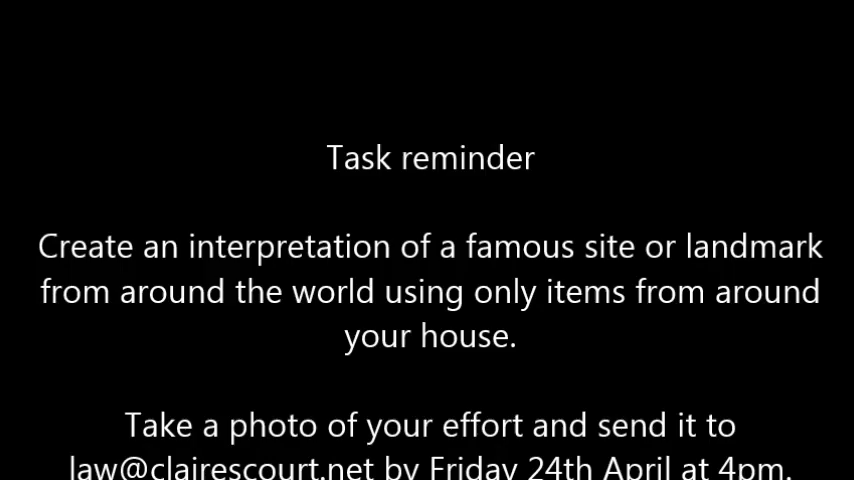 Task reminder
Create an interpretation of a famous site or landmark
from around the world using only items from around
your house.
Take a photo of your effort and send it to
law@clairescourt.net by Friday 24th April at 4pm.